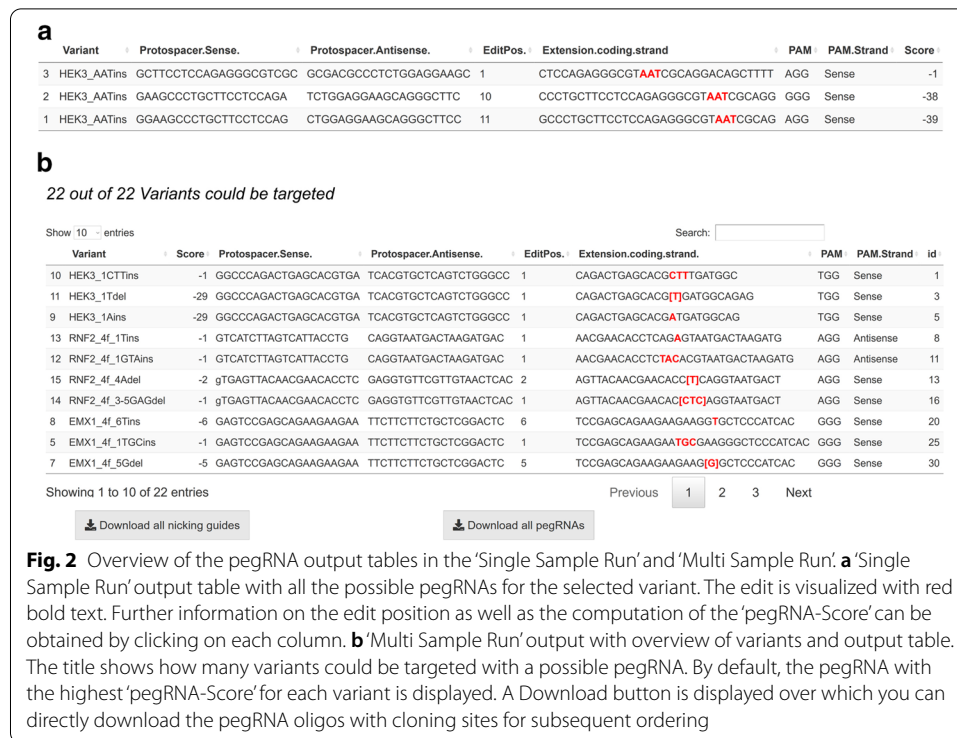 a
Variant Protospacer.Sense. Protospacer.Antisense. EditPos. Extension.coding.strand PAM PAM.Strand Score
3 HEK3_AATins GCTTCCTCCAGAGGGCGTCGC GCGACGCCCTCTGGAGGAAGC 1 CTCCAGAGGGCGTAATCGCAGGACAGCTTTT AGG Sense -1
2 HEK3_AATins GAAGCCCTGCTTCCTCCAGA TCTGGAGGAAGCAGGGCTTC 10 CCCTGCTTCCTCCAGAGGGCGTAATCGCAGG GGG Sense -38
1 HEK3_AATins GGAAGCCCTGCTTCCTCCAG CTGGAGGAAGCAGGGCTTCC 11 GCCCTGCTTCCTCCAGAGGGCGTAATCGCAG AGG Sense -39
b
22 out of 22 Variants could be targeted
Show 10 entries Search:
Variant Score Protospacer.Sense. Protospacer.Antisense. EditPos. Extension.coding.strand. PAM PAM.Strand id
10 HEK3_1CTTins -1 GGCCCAGACTGAGCACGTGA TCACGTGCTCAGTCTGGGCC 1 CAGACTGAGCACGCTTTGATGGC TGG Sense 1
11 HEK3_1Tdel -29 GGCCCAGACTGAGCACGTGA TCACGTGCTCAGTCTGGGCC 1 CAGACTGAGCACG[T]GATGGCAGAG TGG Sense 3
9 HEK3_1Ains -29 GGCCCAGACTGAGCACGTGA TCACGTGCTCAGTCTGGGCC 1 CAGACTGAGCACGATGATGGCAG TGG Sense 5
13 RNF2_4f_1Tins -1 GTCATCTTAGTCATTACCTG CAGGTAATGACTAAGATGAC 1 AACGAACACCTCAGAGTAATGACTAAGATG AGG Antisense 8
12 RNF2_4f_1GTAins -1 GTCATCTTAGTCATTACCTG CAGGTAATGACTAAGATGAC 1 AACGAACACCTCTACACGTAATGACTAAGATG AGG Antisense 11
15 RNF2_4f_4Adel -2 gTGAGTTACAACGAACACCTC GAGGTGTTCGTTGTAACTCAC 2 AGTTACAACGAACACC[T]CAGGTAATGACT AGG Sense 13
14 RNF2_4f_3-5GAGdel -1 gTGAGTTACAACGAACACCTC GAGGTGTTCGTTGTAACTCAC 1 AGTTACAACGAACAC[CTC]AGGTAATGACT AGG Sense 16
8 EMX1_4f_6Tins -6 GAGTCCGAGCAGAAGAAGAA TTCTTCTTCTGCTCGGACTC 6 TCCGAGCAGAAGAAGAAGGTGCTCCCATCAC GGG Sense 20
5 EMX1_4f_1TGCins -1 GAGTCCGAGCAGAAGAAGAA TTCTTCTTCTGCTCGGACTC 1 TCCGAGCAGAAGAATGCGAAGGGCTCCCATCAC GGG Sense 25
7 EMX1_4f_5Gdel -5 GAGTCCGAGCAGAAGAAGAA TTCTTCTTCTGCTCGGACTC 5 TCCGAGCAGAAGAAGAAG[G]GCTCCCATCAC GGG Sense 30
Showing 1 to 10 of 22 entries Previous 1 2 3 Next
Download all nicking guides Download all pegRNAs
Fig. 2 Overview of the pegRNA output tables in the ‘Single Sample Run’ and ‘Multi Sample Run’. a ‘Single
Sample Run’ output table with all the possible pegRNAs for the selected variant. The edit is visualized with red
bold text. Further information on the edit position as well as the computation of the ‘pegRNA-Score’ can be
obtained by clicking on each column. b ‘Multi Sample Run’ output with overview of variants and output table.
The title shows how many variants could be targeted with a possible pegRNA. By default, the pegRNA with
the highest ‘pegRNA-Score’ for each variant is displayed. A Download button is displayed over which you can
directly download the pegRNA oligos with cloning sites for subsequent ordering